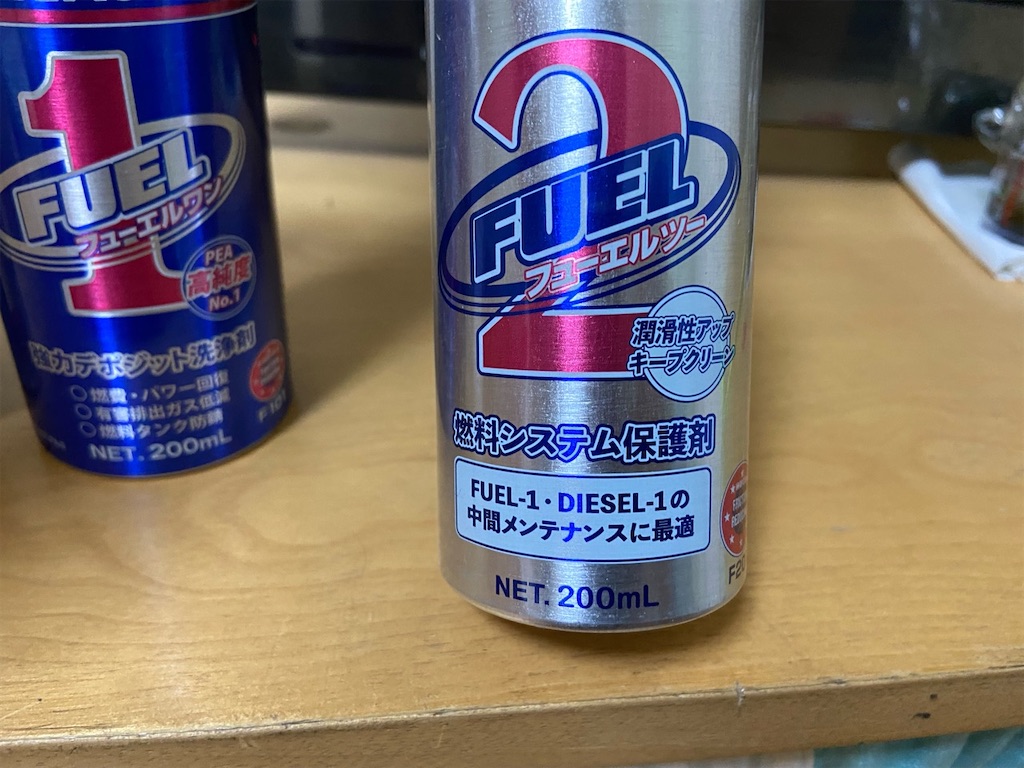 1
FUEL
フューエルワン
PEA
高純度
No.1
強力デポジット洗浄剤
燃費・パワー回復
有害排出ガス低減
燃料タンク防錆
NET. 200mL
F101
2
FUEL
フューエルツー
潤滑性アップ
キープクリーン
燃料システム保護剤
FUEL-1・DIESEL-1の
中間メンテナンスに最適
NET. 200mL